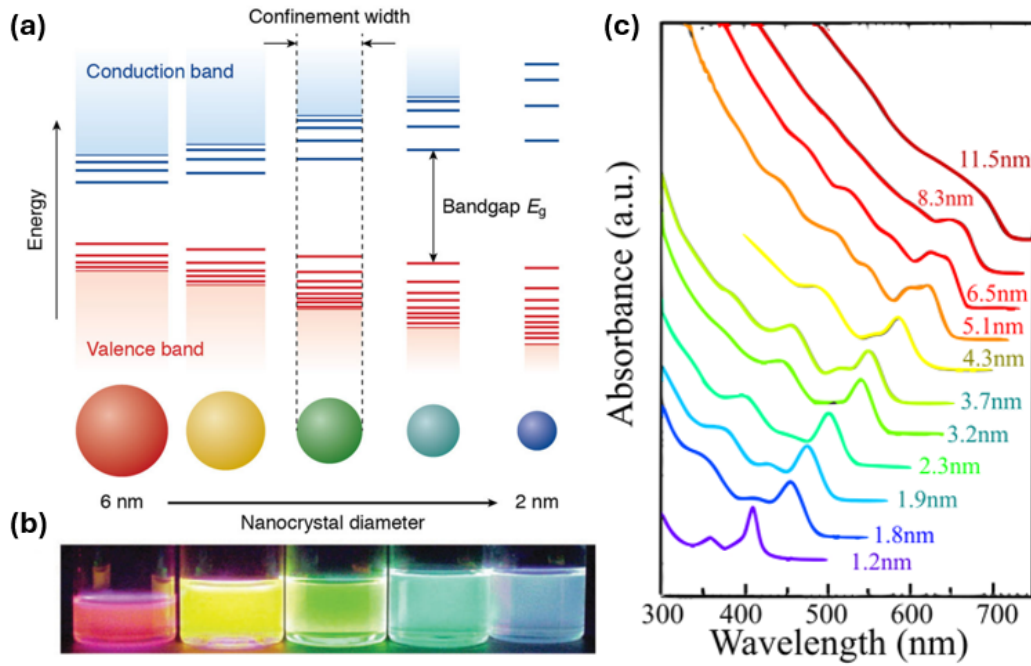 (a)
Confinement width
Conduction band
Energy
Bandgap Eg
Valence band
6 nm
2 nm
Nanocrystal diameter
(b)
(c)
Absorbance (a.u.)
11.5nm
8.3nm
6.5nm
5.1nm
4.3nm
3.7nm
3.2nm
2.3nm
1.9nm
1.8nm
1.2nm
300 400 500 600 700
Wavelength (nm)